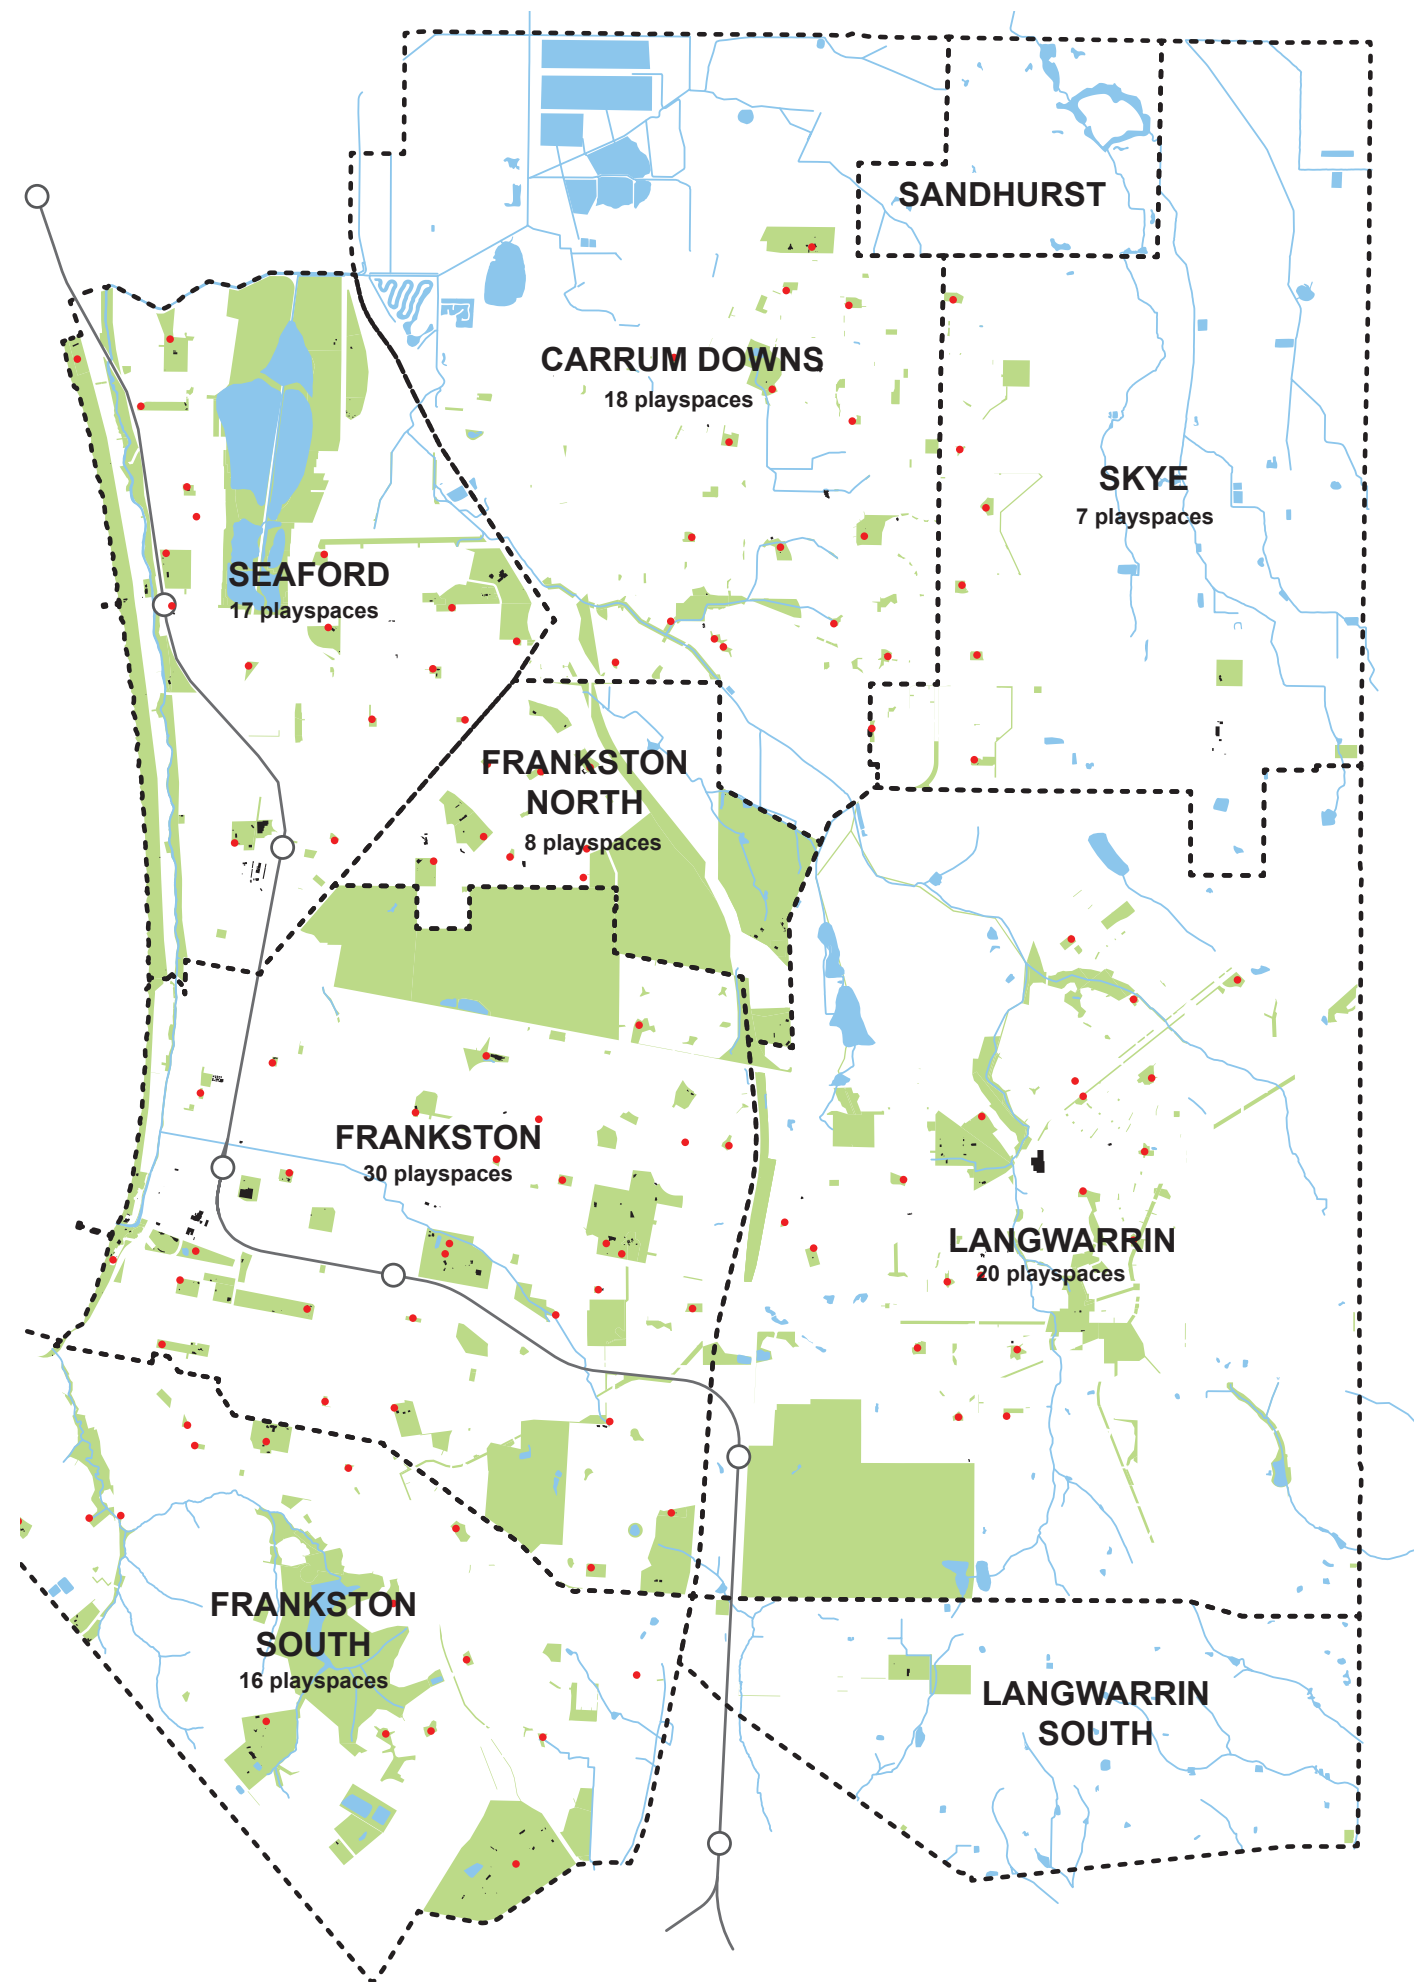 SANDHURST
CARRUM DOWNS
18 playspaces
SKYE
7 playspaces
SEAFORD
17 playspaces
FRANKSTON
NORTH
8 playspaces
FRANKSTON
30 playspaces
LANGWARRIN
20 playspaces
FRANKSTON
SOUTH
16 playspaces
LANGWARRIN
SOUTH